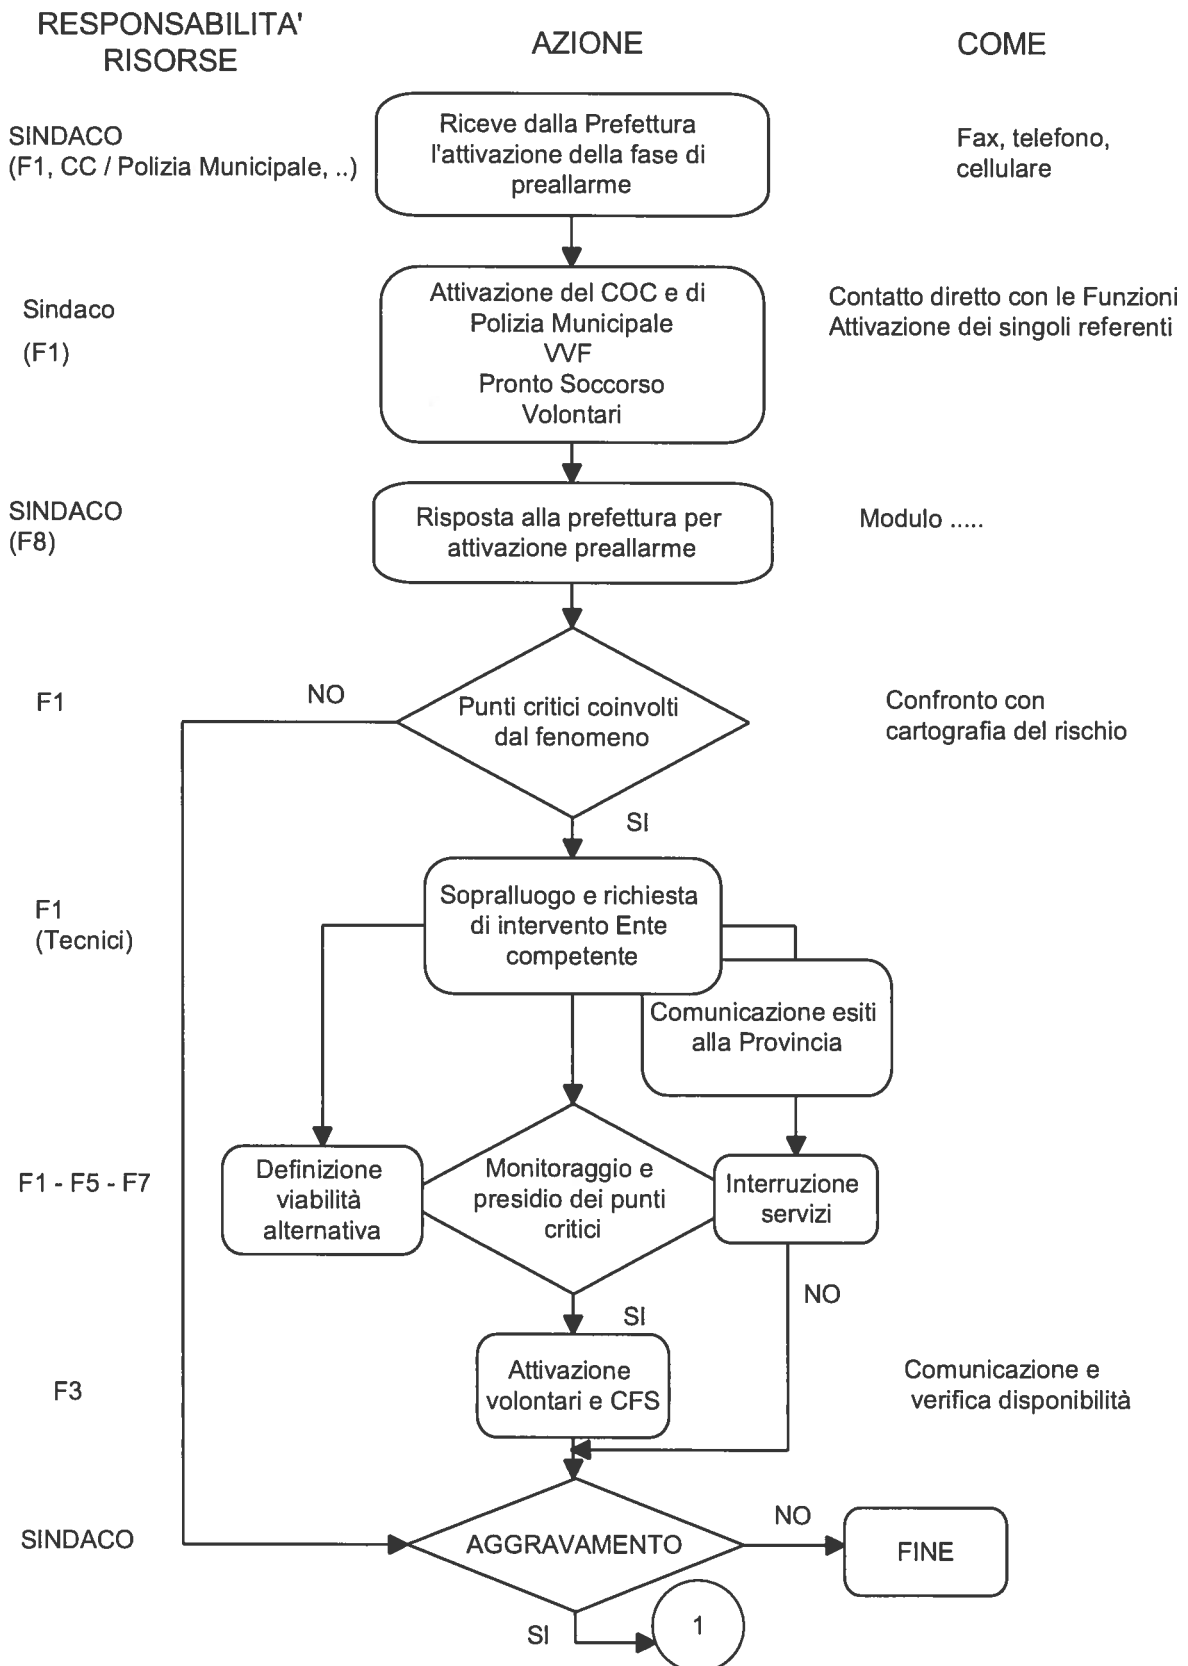 RESPONSABILITA'
RISORSE
AZIONE
COME
SINDACO
(F1, CC / Polizia Municipale, ..)
Riceve dalla Prefettura
l'attivazione della fase di
preallarme
Fax, telefono,
cellulare
Sindaco
(F1)
Attivazione del COC e di
Polizia Municipale
VVF
Pronto Soccorso
Volontari
Contatto diretto con le Funzioni
Attivazione dei singoli referenti
SINDACO
(F8)
Risposta alla prefettura per
attivazione preallarme
Modulo .....
F1
NO
Punti critici coinvolti
dal fenomeno
Confronto con
cartografia del rischio
SI
F1
(Tecnici)
Sopralluogo e richiesta
di intervento Ente
competente
Comunicazione esiti
alla Provincia
F1 - F5 - F7
Definizione
viabilità
alternativa
Monitoraggio e
presidio dei punti
critici
Interruzione
servizi
NO
SI
F3
Attivazione
volontari e CFS
Comunicazione e
verifica disponibilità
SINDACO
AGGRAVAMENTO
NO
FINE
SI
1